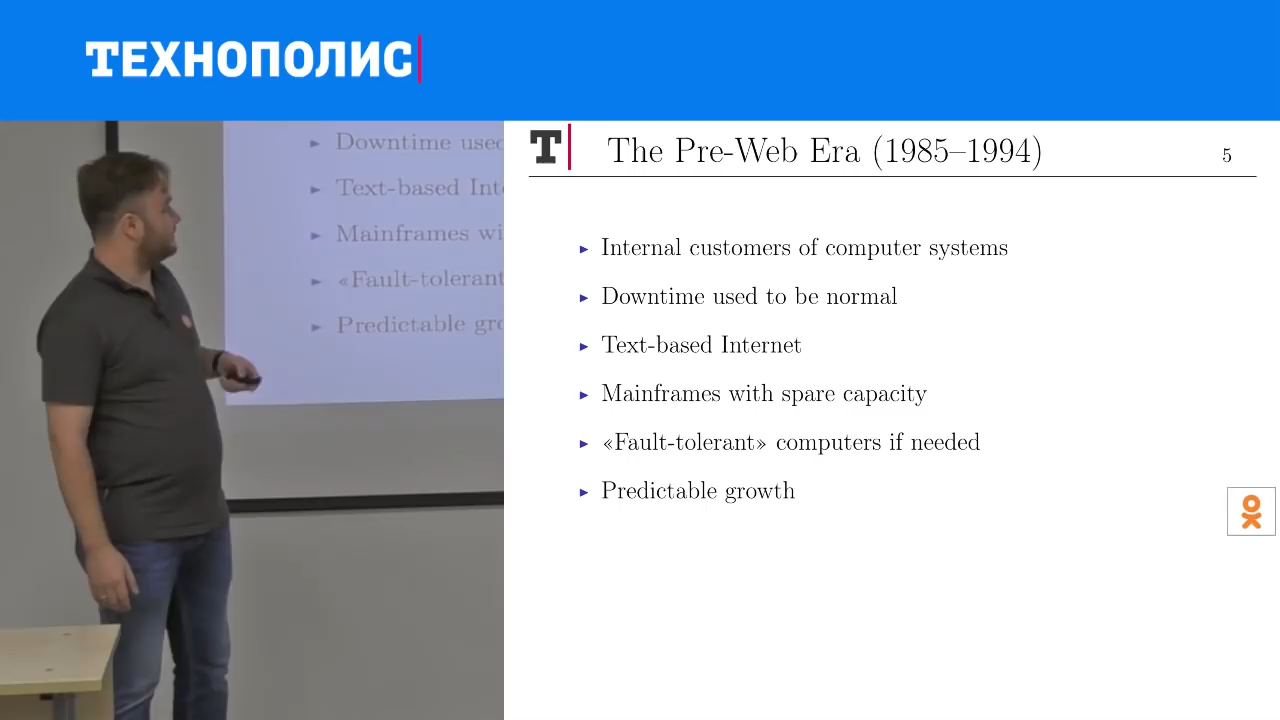 ТЕХНОПОЛИС
Downtime used
Text-based Int
Mainframes wi
«Fault-tolerant
Predictable gro
T
The Pre-Web Era (1985–1994)
5
Internal customers of computer systems
Downtime used to be normal
Text-based Internet
Mainframes with spare capacity
«Fault-tolerant» computers if needed
Predictable growth